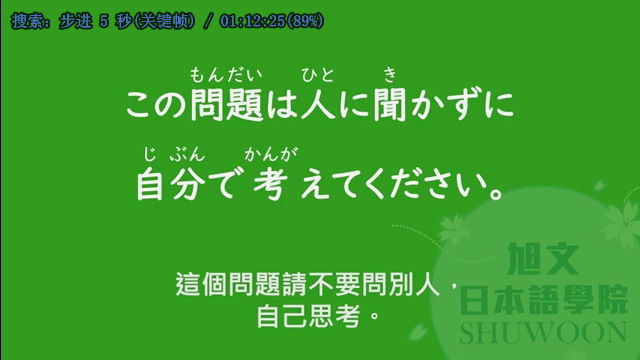 搜索: 步进 5 秒(关键帧) / 01:12:25(89%)
もんだい ひと き
この問題は人に聞かずに
じ ぶん かんが
自分で考えてください。
這個問題請不要問別人，
自己思考。
旭文
日本語學院
SHUWOON